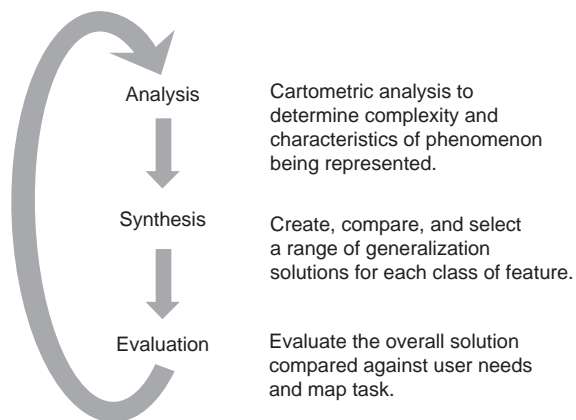 Analysis
Cartometric analysis to
determine complexity and
characteristics of phenomenon
being represented.
Synthesis
Create, compare, and select
a range of generalization
solutions for each class of feature.
Evaluation
Evaluate the overall solution
compared against user needs
and map task.